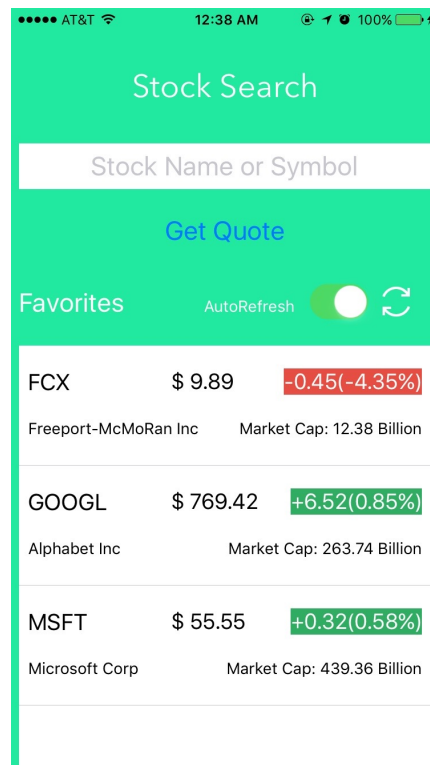 AT&T 12:38 AM 100%
Stock Search
Stock Name or Symbol
Get Quote
Favorites AutoRefresh
FCX $ 9.89 -0.45(-4.35%)
Freeport-McMoRan Inc Market Cap: 12.38 Billion
GOOGL $ 769.42 +6.52(0.85%)
Alphabet Inc Market Cap: 263.74 Billion
MSFT $ 55.55 +0.32(0.58%)
Microsoft Corp Market Cap: 439.36 Billion